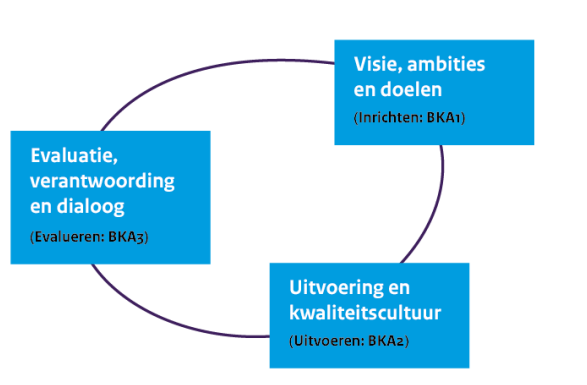 Visie, ambities
en doelen
(Inrichten: BKA1)
Evaluatie,
verantwoording
en dialoog
(Evalueren: BKA3)
Uitvoering en
kwaliteitscultuur
(Uitvoeren: BKA2)